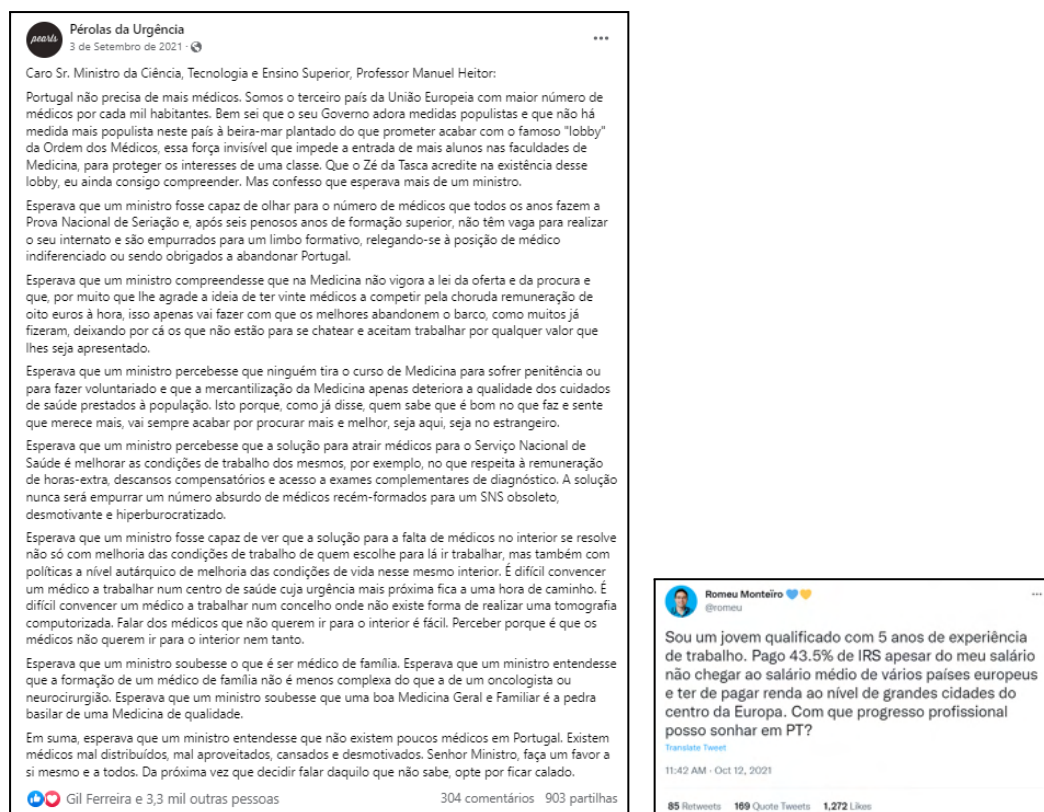 pearls
Pérolas da Urgência
3 de Setembro de 2021 ·
Caro Sr. Ministro da Ciência, Tecnologia e Ensino Superior, Professor Manuel Heitor:
Portugal não precisa de mais médicos. Somos o terceiro país da União Europeia com maior número de
médicos por cada mil habitantes. Bem sei que o seu Governo adora medidas populistas e que não há
medida mais populista neste país à beira-mar plantado do que prometer acabar com o famoso "lobby"
da Ordem dos Médicos, essa força invisível que impede a entrada de mais alunos nas faculdades de
Medicina, para proteger os interesses de uma classe. Que o Zé da Tasca acredite na existência desse
lobby, eu ainda consigo compreender. Mas confesso que esperava mais de um ministro.
Esperava que um ministro fosse capaz de olhar para o número de médicos que todos os anos fazem a
Prova Nacional de Seriação e, após seis penosos anos de formação superior, não têm vaga para realizar
o seu internato e são empurrados para um limbo formativo, relegando-se à posição de médico
indiferenciado ou sendo obrigados a abandonar Portugal.
Esperava que um ministro compreendesse que na Medicina não vigora a lei da oferta e da procura e
que, por muito que lhe agrade a ideia de ter vinte médicos a competir pela choruda remuneração de
oito euros à hora, isso apenas vai fazer com que os melhores abandonem o barco, como muitos já
fizeram, deixando por cá os que não estão para se chatear e aceitam trabalhar por qualquer valor que
lhes seja apresentado.
Esperava que um ministro percebesse que ninguém tira o curso de Medicina para sofrer penitência ou
para fazer voluntariado e que a mercantilização da Medicina apenas deteriora a qualidade dos cuidados
de saúde prestados à população. Isto porque, como já disse, quem sabe que é bom no que faz e sente
que merece mais, vai sempre acabar por procurar mais e melhor, seja aqui, seja no estrangeiro.
Esperava que um ministro percebesse que a solução para atrair médicos para o Serviço Nacional de
Saúde é melhorar as condições de trabalho dos mesmos, por exemplo, no que respeita à remuneração
de horas-extra, descansos compensatórios e acesso a exames complementares de diagnóstico. A solução
nunca será empurrar um número absurdo de médicos recém-formados para um SNS obsoleto,
desmotivante e hiperburocratizado.
Esperava que um ministro fosse capaz de ver que a solução para a falta de médicos no interior se resolve
não só com melhoria das condições de trabalho de quem escolhe para lá ir trabalhar, mas também com
políticas a nível autárquico de melhoria das condições de vida nesse mesmo interior. É difícil convencer
um médico a trabalhar num centro de saúde cuja urgência mais próxima fica a uma hora de caminho. É
difícil convencer um médico a trabalhar num concelho onde não existe forma de realizar uma tomografia
computorizada. Falar dos médicos que não querem ir para o interior é fácil. Perceber porque é que os
médicos não querem ir para o interior nem tanto.
Esperava que um ministro soubesse o que é ser médico de família. Esperava que um ministro entendesse
que a formação de um médico de família não é menos complexa do que a de um oncologista ou
neurocirurgião. Esperava que um ministro soubesse que uma boa Medicina Geral e Familiar é a pedra
basilar de uma Medicina de qualidade.
Em suma, esperava que um ministro entendesse que não existem poucos médicos em Portugal. Existem
médicos mal distribuídos, mal aproveitados, cansados e desmotivados. Senhor Ministro, faça um favor a
si mesmo e a todos. Da próxima vez que decidir falar daquilo que não sabe, opte por ficar calado.
Gil Ferreira e 3,3 mil outras pessoas
304 comentários 903 partilhas
Romeu Monteiro
@romeu
Sou um jovem qualificado com 5 anos de experiência
de trabalho. Pago 43.5% de IRS apesar do meu salário
não chegar ao salário médio de vários países europeus
e ter de pagar renda ao nível de grandes cidades do
centro da Europa. Com que progresso profissional
posso sonhar em PT?
Translate Tweet
11:42 AM · Oct 12, 2021
85 Retweets 169 Quote Tweets 1,272 Likes